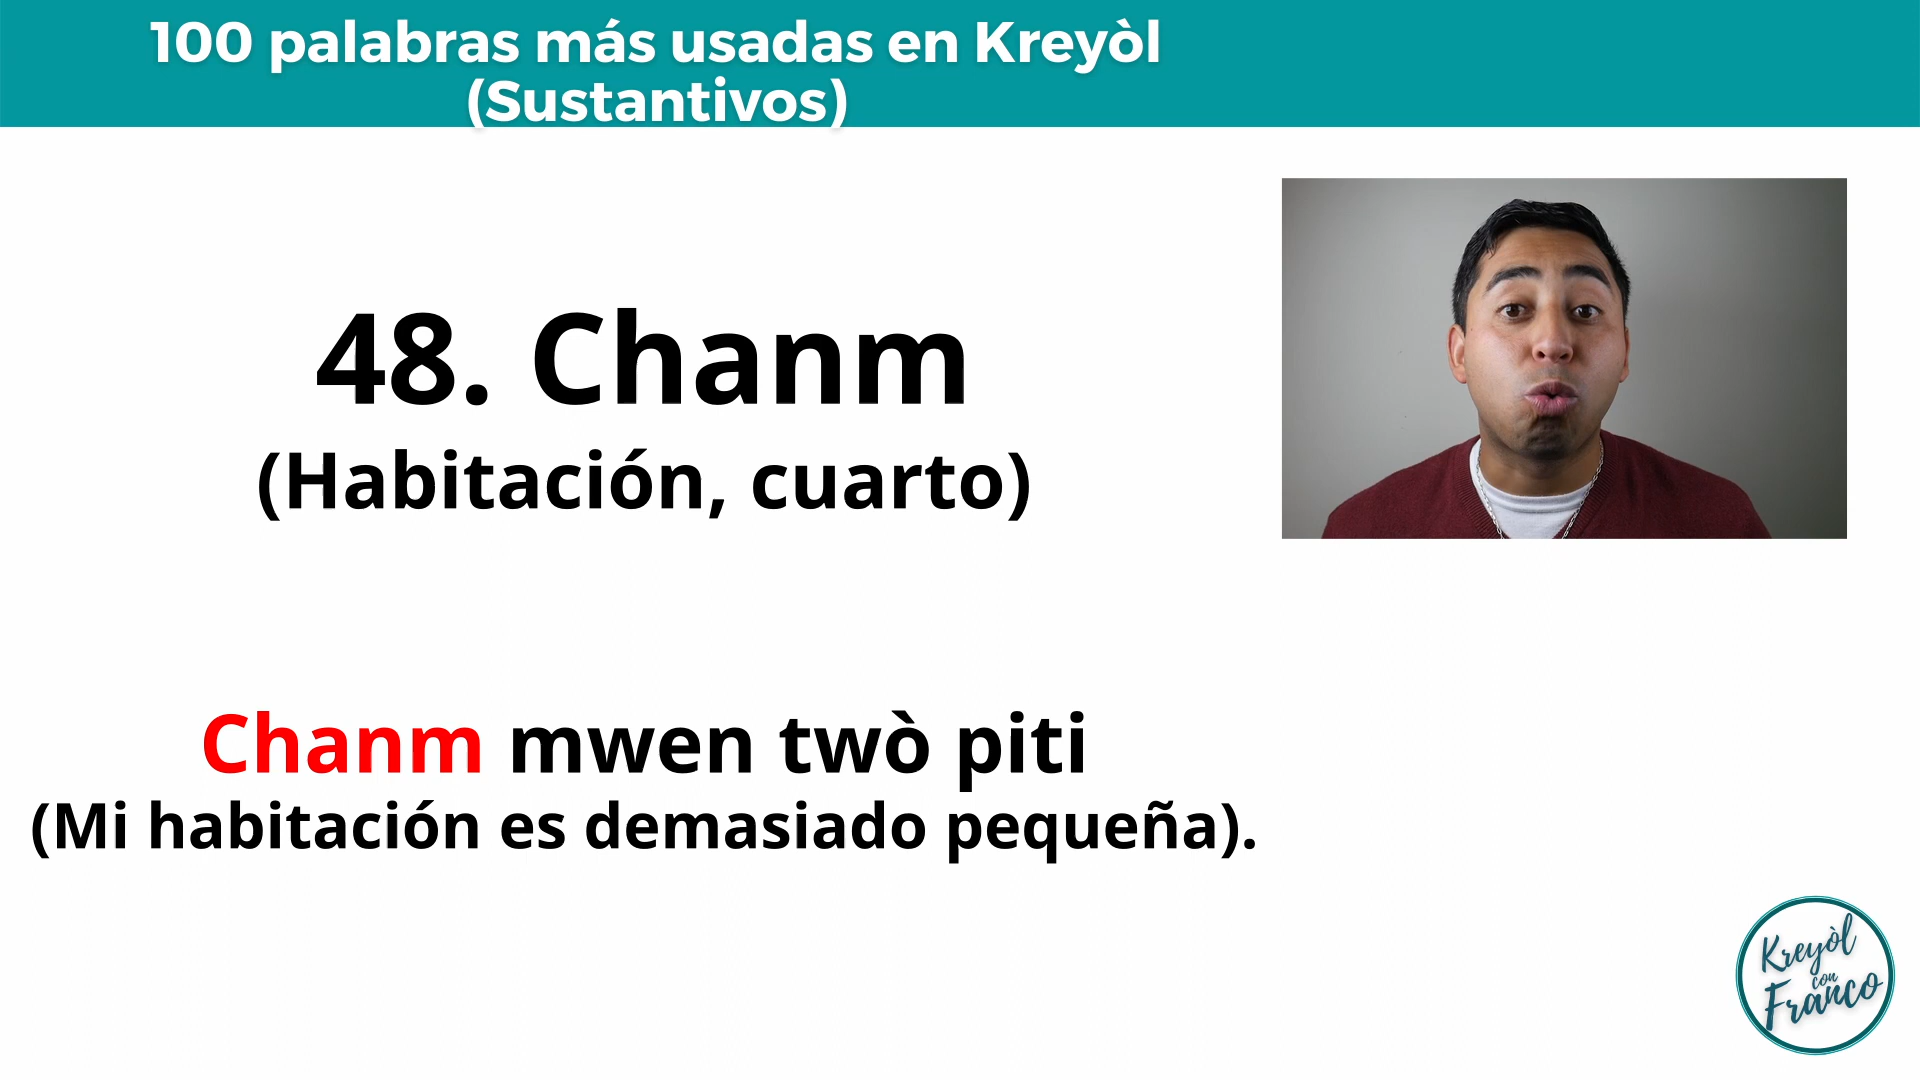 100 palabras más usadas en Kreyòl
(Sustantivos)
48. Chanm
(Habitación, cuarto)
Chanm mwen twò piti
(Mi habitación es demasiado pequeña).
Kreyòl
con
Franco